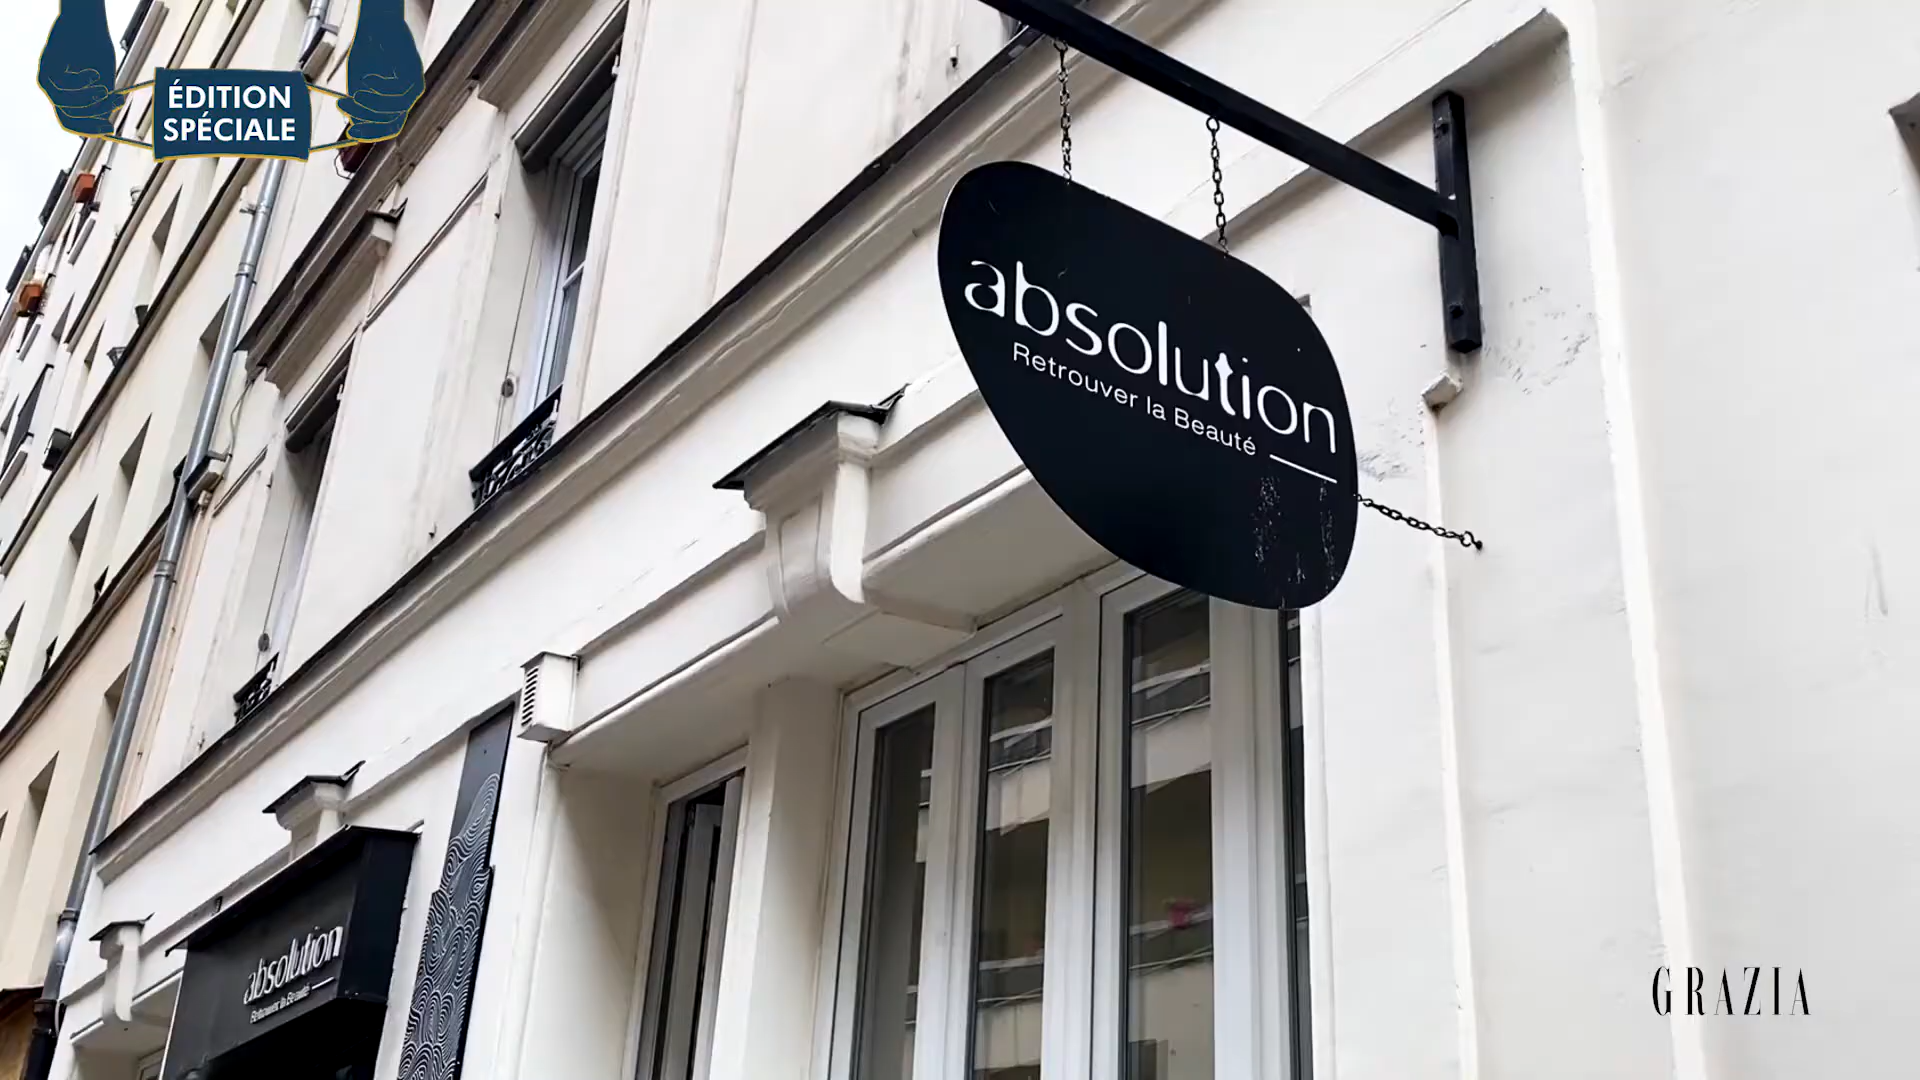 ÉDITION
SPÉCIALE
absolution
Retrouver la Beauté
absolution
Retrouver la Beauté
GRAZIA